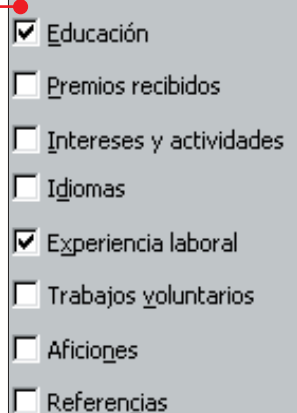 Educación
Premios recibidos
Intereses y actividades
Idiomas
Experiencia laboral
Trabajos voluntarios
Aficiones
Referencias